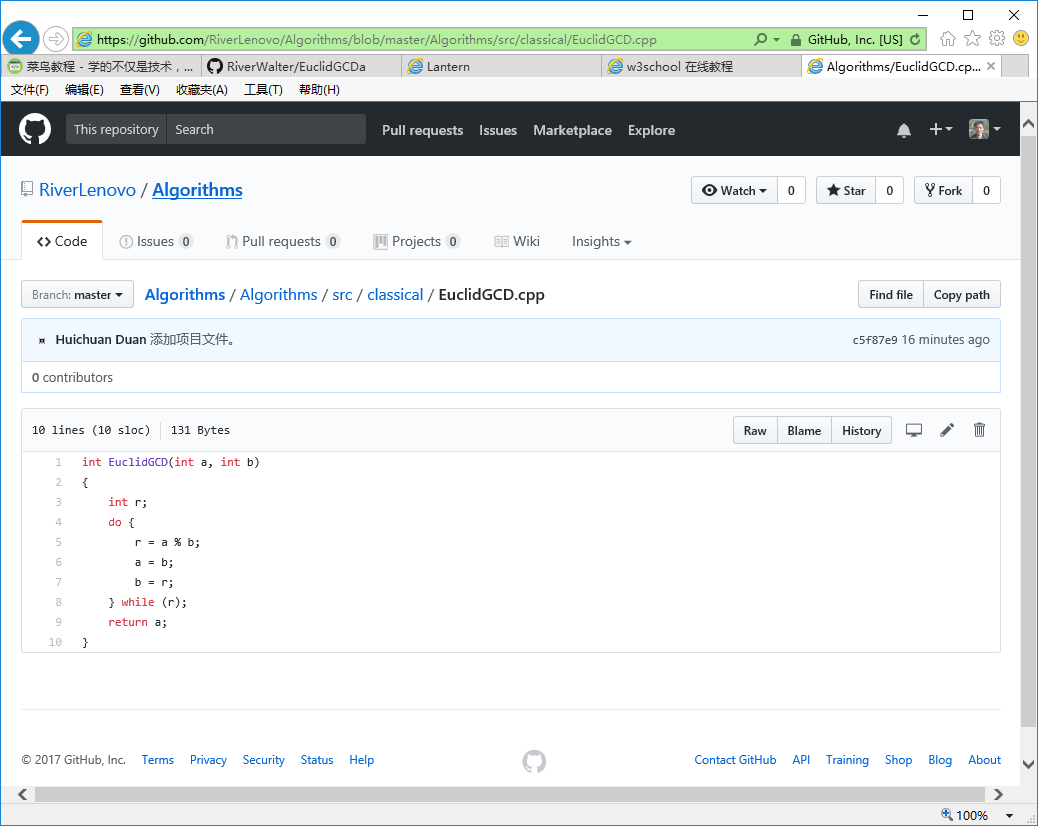 https://github.com/RiverLenovo/Algorithms/blob/master/Algorithms/src/classical/EuclidGCD.cpp GitHub, Inc. [US]
菜鸟教程 - 学的不仅是技术，... RiverWalter/EuclidGCDa Lantern w3school 在线教程 Algorithms/EuclidGCD.cp...
文件(F) 编辑(E) 查看(V) 收藏夹(A) 工具(T) 帮助(H)
This repository Search Pull requests Issues Marketplace Explore
RiverLenovo / Algorithms Watch 0 Star 0 Fork 0
Code Issues 0 Pull requests 0 Projects 0 Wiki Insights
Branch: master Algorithms / Algorithms / src / classical / EuclidGCD.cpp Find file Copy path
Huichuan Duan 添加项目文件。 c5f87e9 16 minutes ago
0 contributors
10 lines (10 sloc) 131 Bytes Raw Blame History
1 int EuclidGCD(int a, int b)
2 {
3 int r;
4 do {
5 r = a % b;
6 a = b;
7 b = r;
8 } while (r);
9 return a;
10 }
© 2017 GitHub, Inc. Terms Privacy Security Status Help Contact GitHub API Training Shop Blog About
100%